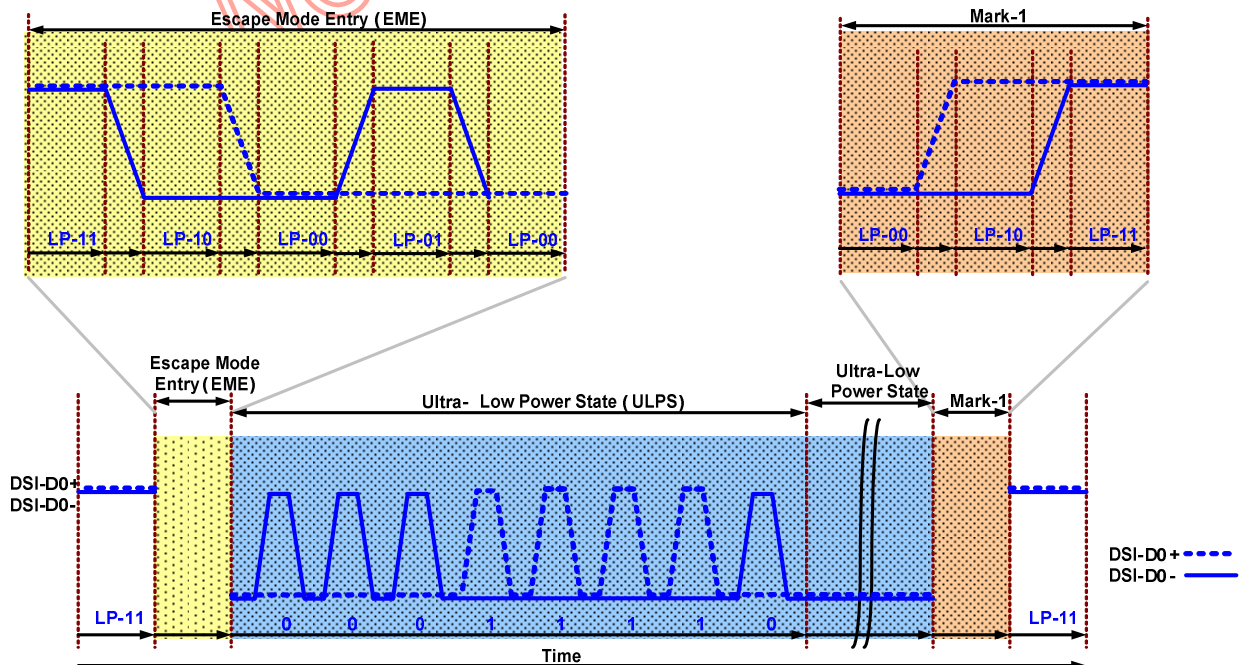 Escape Mode Entry (EME)
Mark-1
LP-11 LP-10 LP-00 LP-01 LP-00
LP-00 LP-10 LP-11
Escape Mode
Entry (EME)
Ultra- Low Power State (ULPS)
Ultra-Low
Power State
Mark-1
DSI-D0+
DSI-D0-
DSI-D0+
DSI-D0-
LP-11
0 0 0 1 1 1 1 0
LP-11
Time